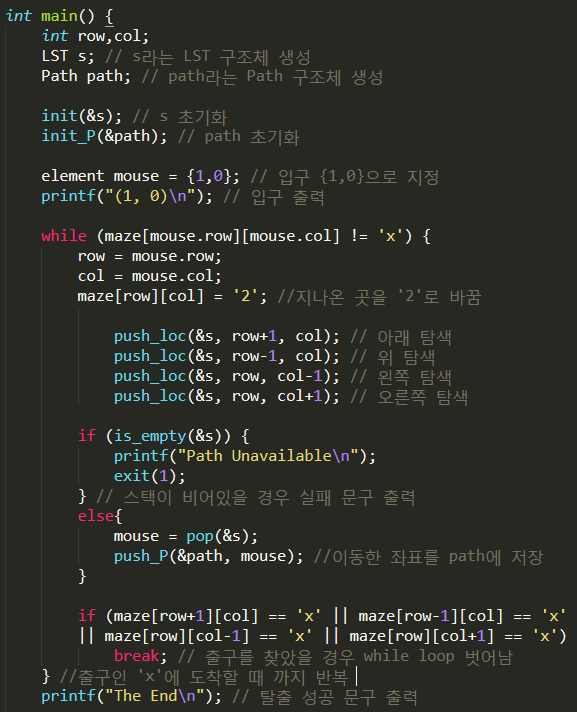 int main() {
    int row,col;
    LST s; // s라는 LST 구조체 생성
    Path path; // path라는 Path 구조체 생성

    init(&s); // s 초기화
    init_P(&path); // path 초기화

    element mouse = {1,0}; // 입구 {1,0}으로 지정
    printf("(1, 0)\n"); // 입구 출력

    while (maze[mouse.row][mouse.col] != 'x') {
        row = mouse.row;
        col = mouse.col;
        maze[row][col] = '2'; //지나온 곳을 '2'로 바꿈

            push_loc(&s, row+1, col); // 아래 탐색
            push_loc(&s, row-1, col); // 위 탐색
            push_loc(&s, row, col-1); // 왼쪽 탐색
            push_loc(&s, row, col+1); // 오른쪽 탐색

        if (is_empty(&s)) {
            printf("Path Unavailable\n");
            exit(1);
        } // 스택이 비어있을 경우 실패 문구 출력
        else{
            mouse = pop(&s);
            push_P(&path, mouse); //이동한 좌표를 path에 저장
        }

        if (maze[row+1][col] == 'x' || maze[row-1][col] == 'x'
        || maze[row][col-1] == 'x' || maze[row][col+1] == 'x')
            break; // 출구를 찾았을 경우 while loop 벗어남
    } //출구인 'x'에 도착할 때 까지 반복
    printf("The End\n"); // 탈출 성공 문구 출력